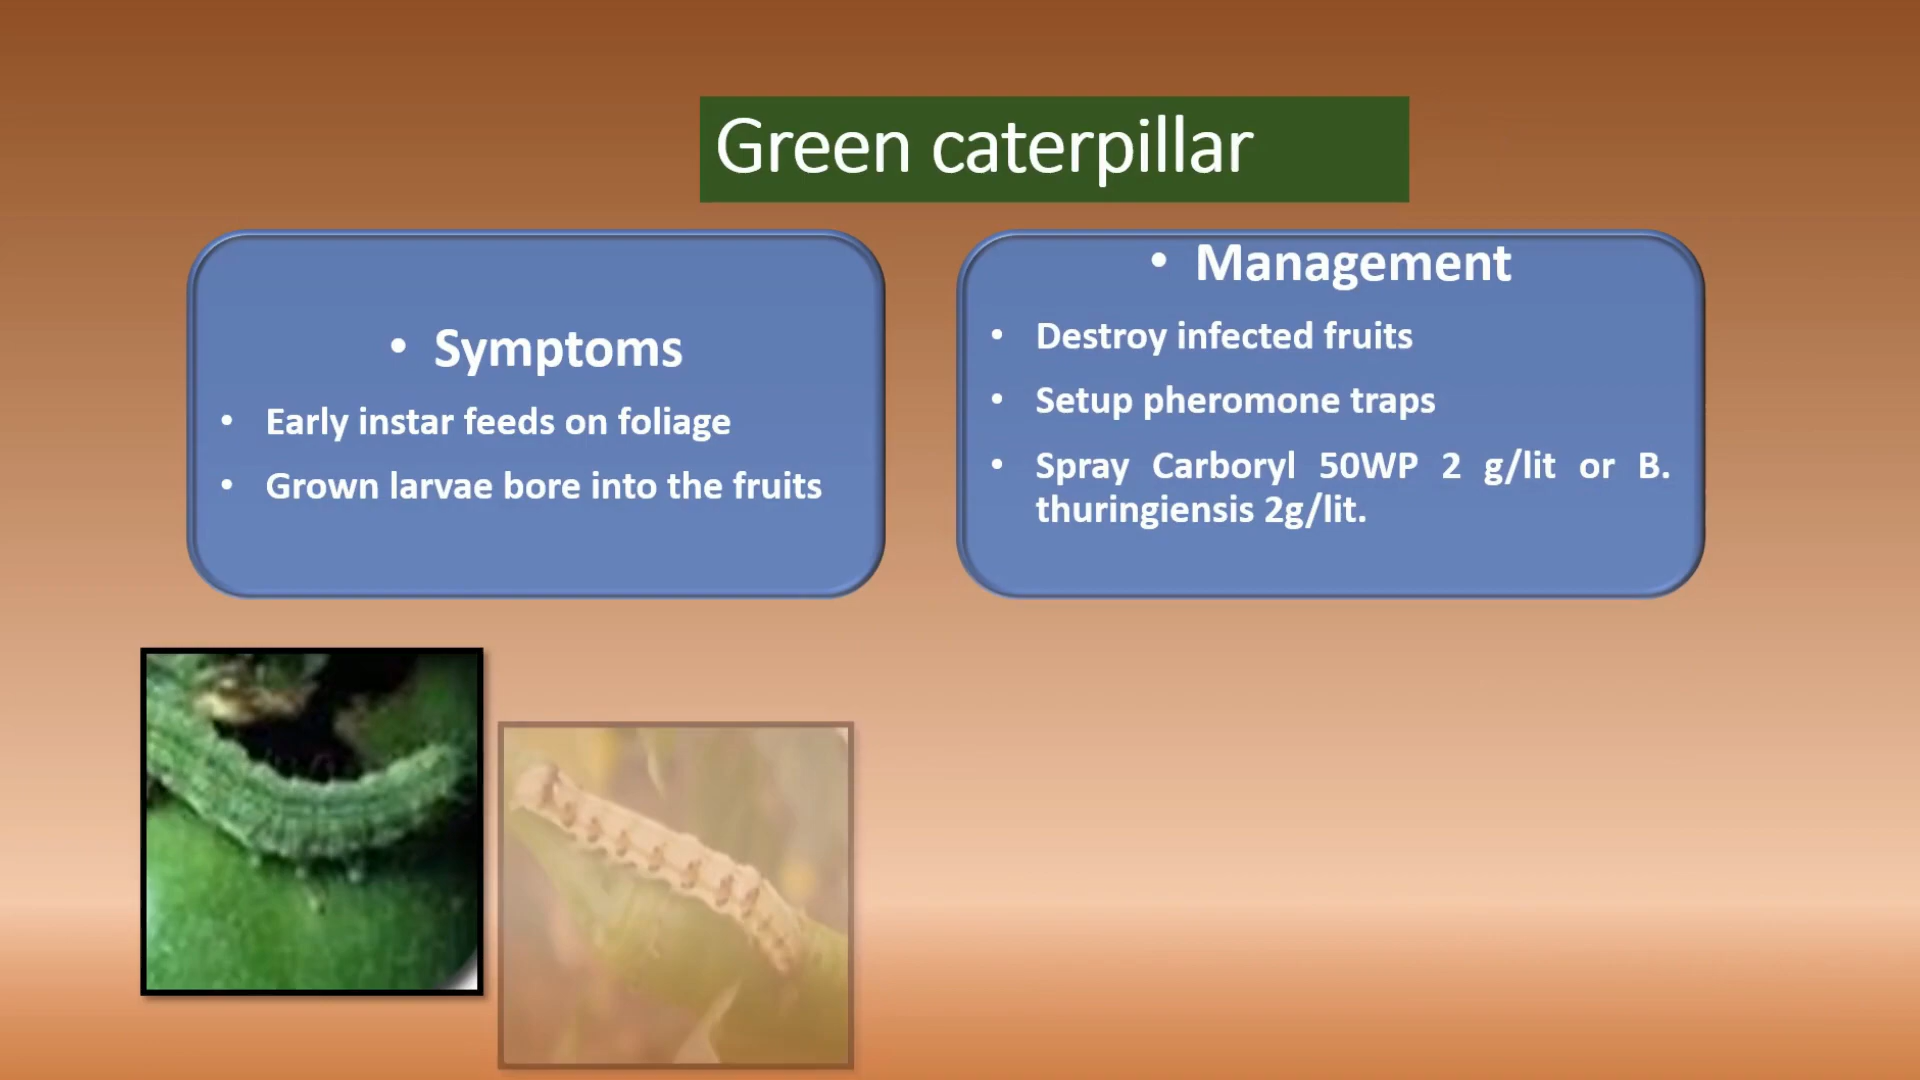 Green caterpillar
• Symptoms
• Early instar feeds on foliage
• Grown larvae bore into the fruits
• Management
• Destroy infected fruits
• Setup pheromone traps
• Spray Carboryl 50WP 2 g/lit or B.
thuringiensis 2g/lit.